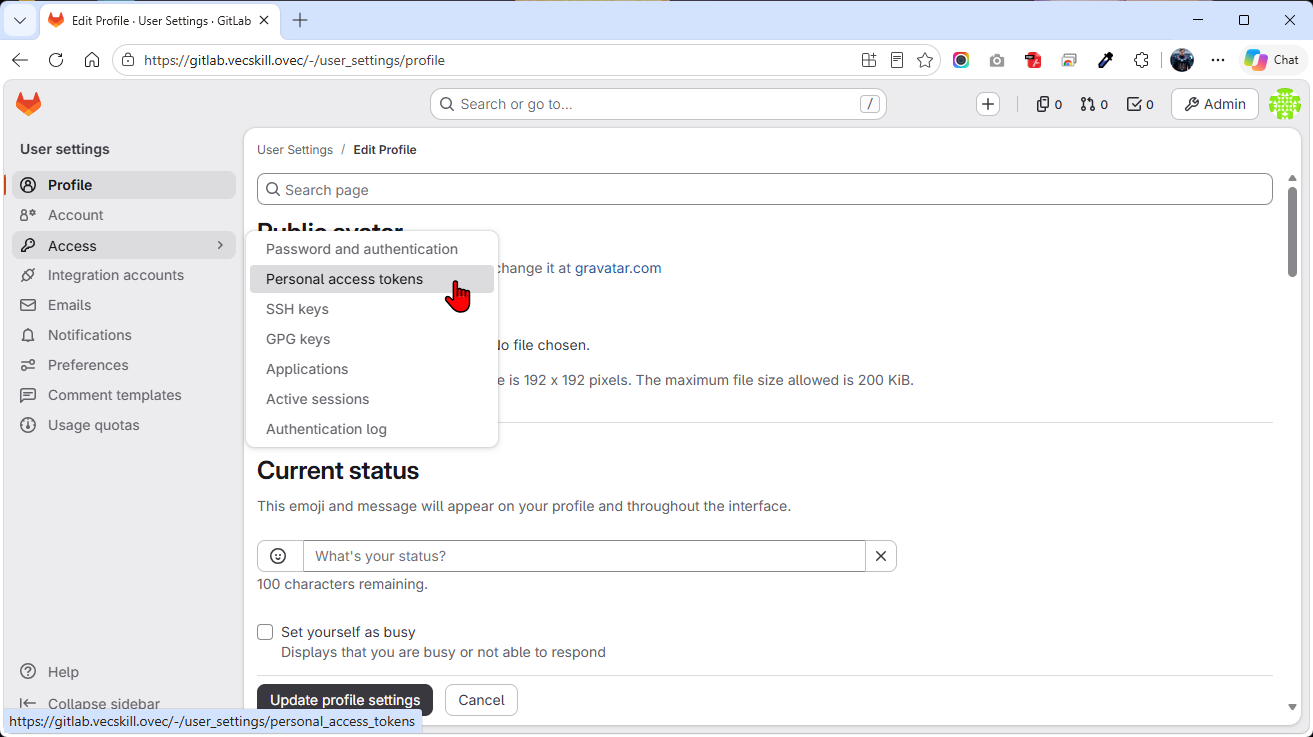 Edit Profile · User Settings · GitLab
https://gitlab.vecskill.ovec/-/user_settings/profile
Chat
Search or go to...
/
0
0
0
Admin
User settings
Profile
Account
Access
Integration accounts
Emails
Notifications
Preferences
Comment templates
Usage quotas
Help
Collapse sidebar
User Settings / Edit Profile
Search page
Public avatar
Password and authentication
Personal access tokens
SSH keys
GPG keys
Applications
Active sessions
Authentication log
change it at gravatar.com
No file chosen.
is 192 x 192 pixels. The maximum file size allowed is 200 KiB.
Current status
This emoji and message will appear on your profile and throughout the interface.
What's your status?
100 characters remaining.
Set yourself as busy
Displays that you are busy or not able to respond
Update profile settings
Cancel
https://gitlab.vecskill.ovec/-/user_settings/personal_access_tokens